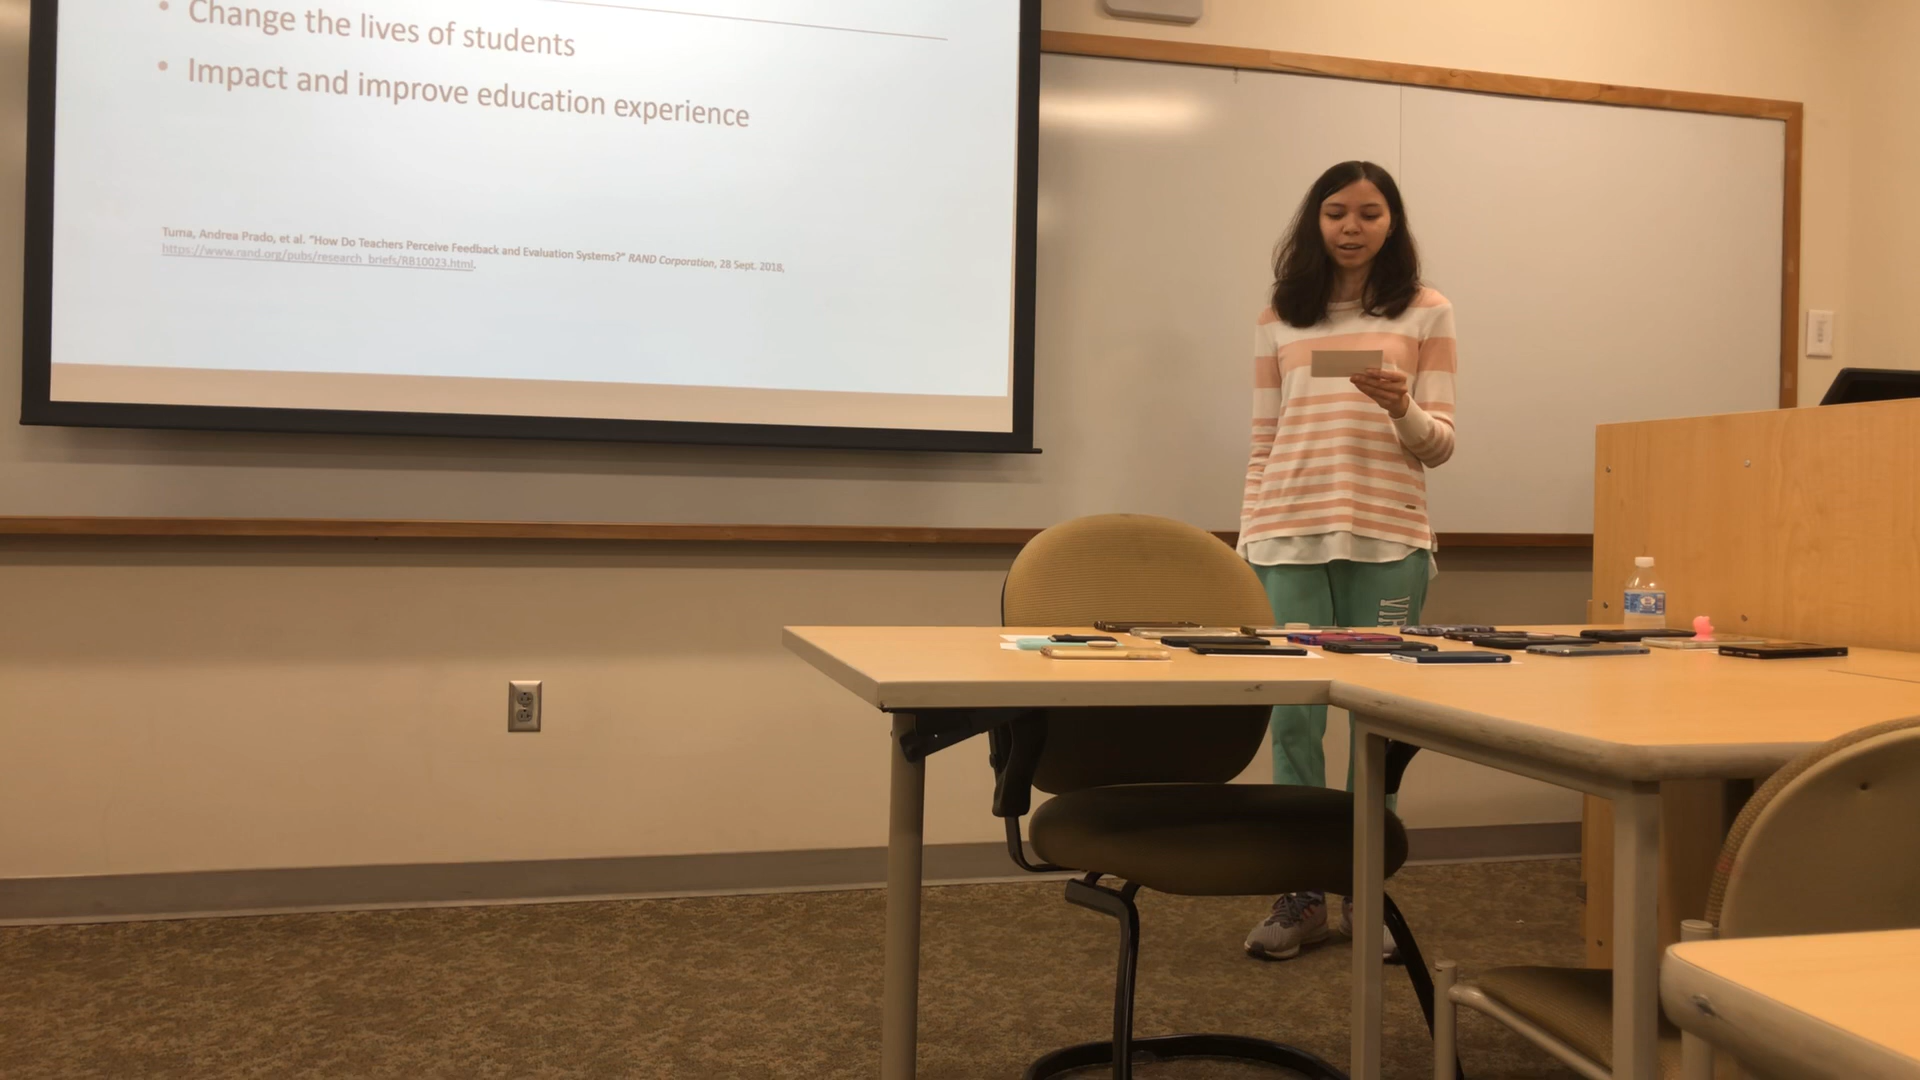 • Change the lives of students
• Impact and improve education experience
Tuma, Andrea Prado, et al. "How Do Teachers Perceive Feedback and Evaluation Systems?" RAND Corporation, 28 Sept. 2018,
https://www.rand.org/pubs/research_briefs/RB10023.html.
VIR